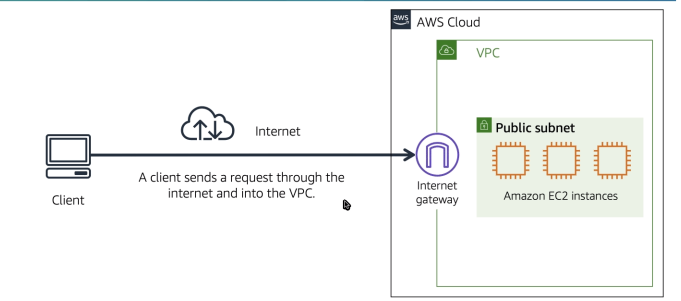 aws
AWS Cloud
VPC
Internet
Public subnet
A client sends a request through the
internet and into the VPC.
Client
Internet
gateway
Amazon EC2 instances